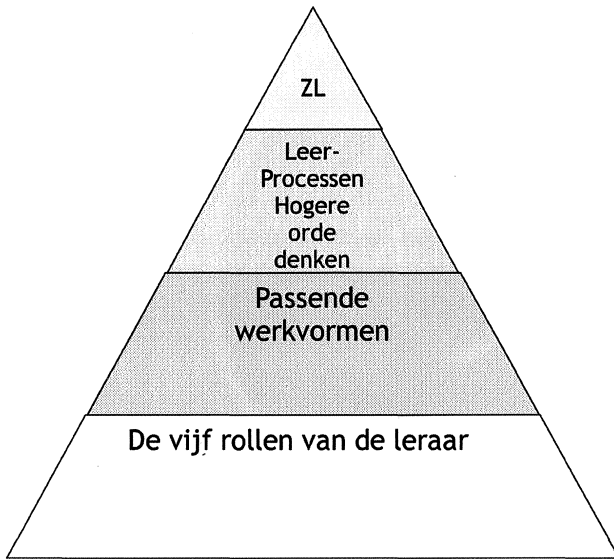 ZL
Leer-
Processen
Hogere
orde
denken
Passende
werkvormen
De vijf rollen van de leraar